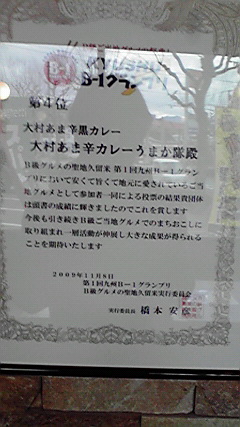 KYUSHU
B-1グランプリ
第4位
大村あま辛黒カレー
大村あま辛カレーうまか隊殿
B級グルメの聖地久留米 第1回九州B-1グランプ
リにおいて安くて旨くて地元に愛されているご当
地グルメとして参加者一同による投票の結果貴団体
は頭書の成績に輝きましたのでこれを賞します
今後も引き続きB級ご当地グルメでのまちおこしに
取り組まれ一層活動が伸展し大きな成果が得られる
ことを期待いたします
2009年11月8日
第1回九州B-1グランプリ
B級グルメの聖地久留米実行委員会
実行委員長 橋本 安彦